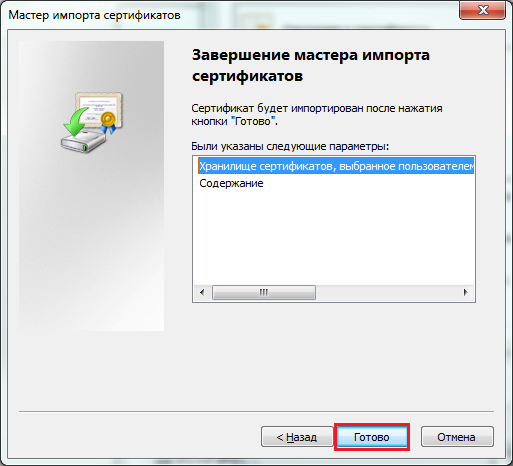 Мастер импорта сертификатов
Завершение мастера импорта
сертификатов
Сертификат будет импортирован после нажатия
кнопки "Готово".
Были указаны следующие параметры:
Хранилище сертификатов, выбранное пользователем
Содержание
< Назад
Готово
Отмена